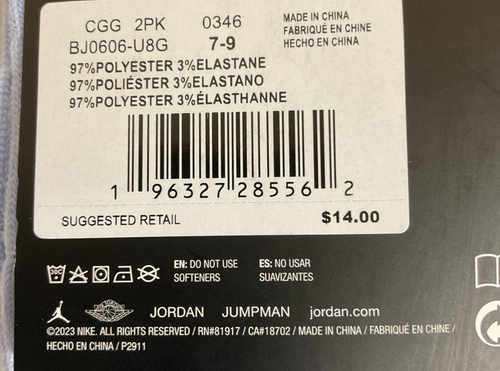 CGG 2PK 0346
BJ0606-U8G 7-9
MADE IN CHINA
FABRIQUÉ EN CHINE
HECHO EN CHINA
97%POLYESTER 3%ELASTANE
97%POLIÉSTER 3%ELASTANO
97%POLYESTER 3%ÉLASTHANNE
1 96327 28556 2
SUGGESTED RETAIL $14.00
EN: DO NOT USE
SOFTENERS
ES: NO USAR
SUAVIZANTES
JORDAN JUMPMAN jordan.com
©2023 NIKE. ALL RIGHTS RESERVED / RN#81917 / CA#18702 / MADE IN CHINA / FABRIQUÉ EN CHINE /
HECHO EN CHINA / P2911